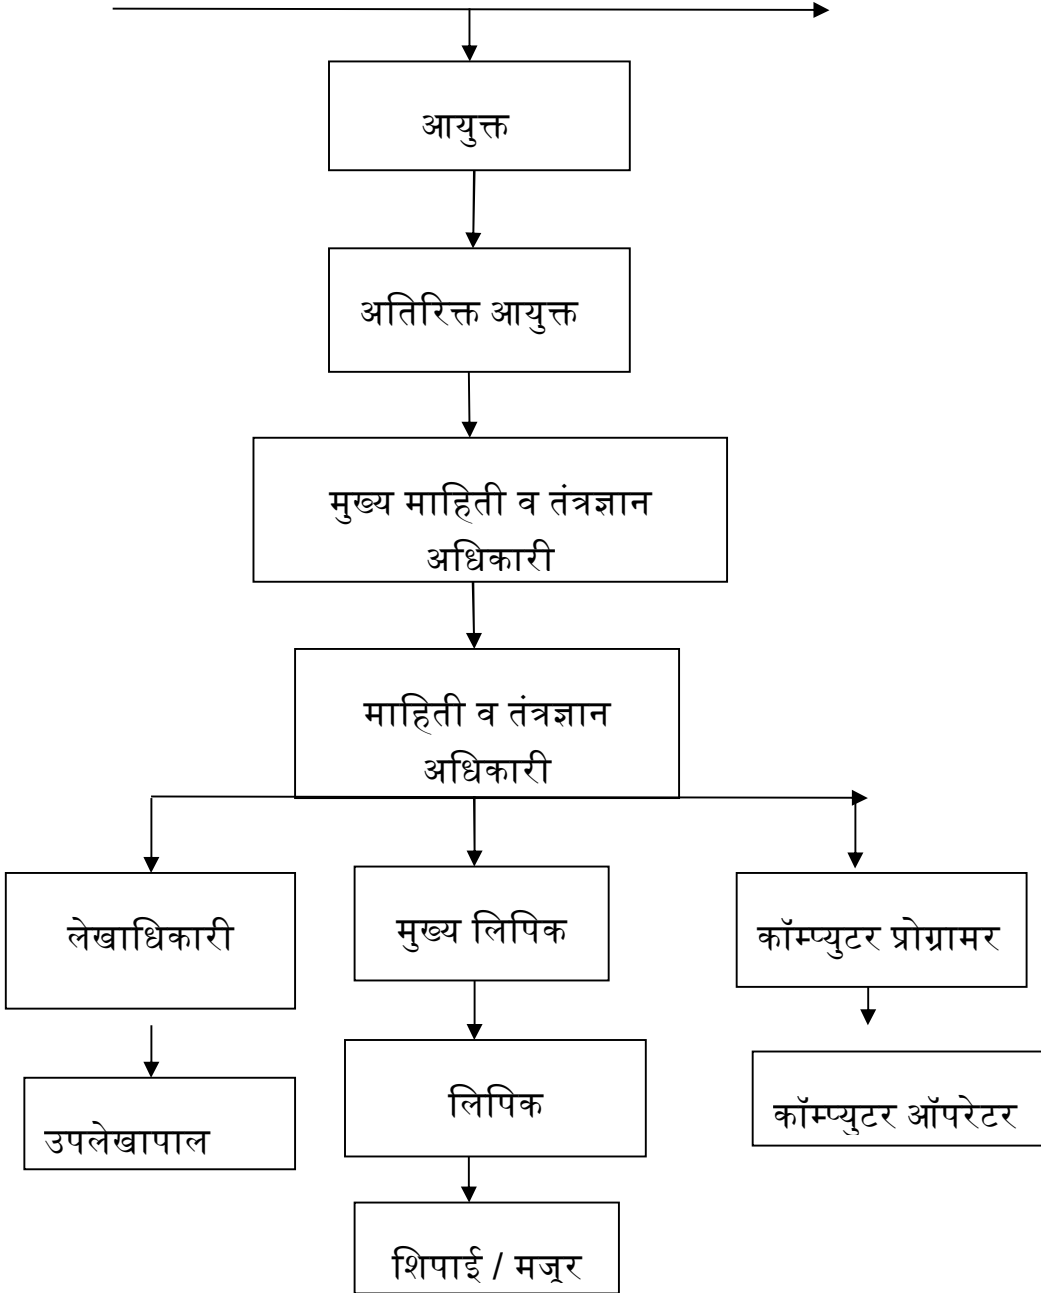 आयुक्त
अतिरिक्त आयुक्त
मुख्य माहिती व तंत्रज्ञान
अधिकारी
माहिती व तंत्रज्ञान
अधिकारी
लेखाधिकारी
मुख्य लिपिक
कॉम्प्युटर प्रोग्रामर
उपलेखापाल
लिपिक
कॉम्प्युटर ऑपरेटर
शिपाई / मजूर